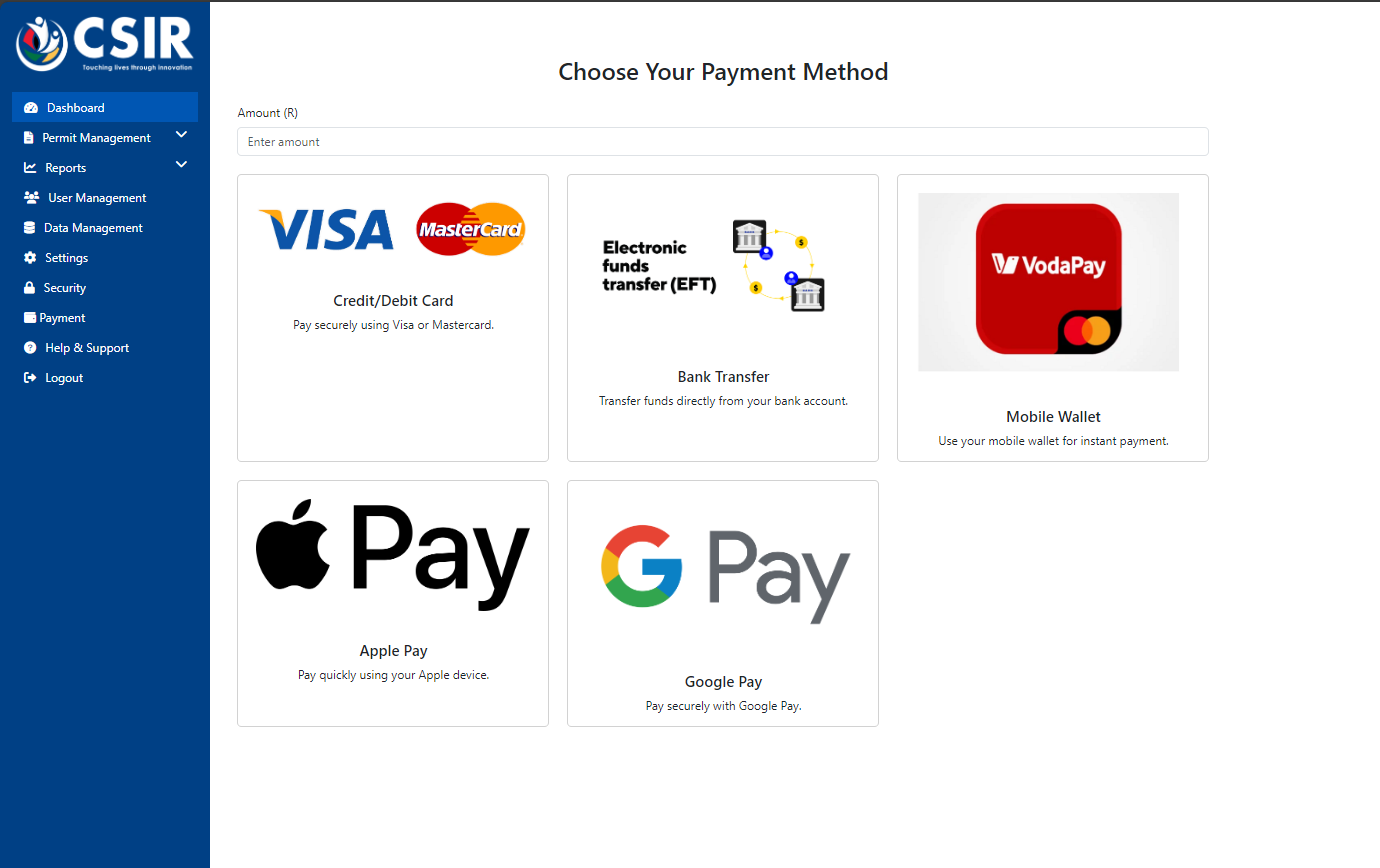 CSIR
Touching lives through innovation
Dashboard
Permit Management
Reports
User Management
Data Management
Settings
Security
Payment
Help & Support
Logout
Choose Your Payment Method
Amount (R)
Enter amount
VISA
MasterCard
Credit/Debit Card
Pay securely using Visa or Mastercard.
Electronic
funds
transfer (EFT)
Bank Transfer
Transfer funds directly from your bank account.
VodaPay
Mobile Wallet
Use your mobile wallet for instant payment.
Pay
Apple Pay
Pay quickly using your Apple device.
G Pay
Google Pay
Pay securely with Google Pay.